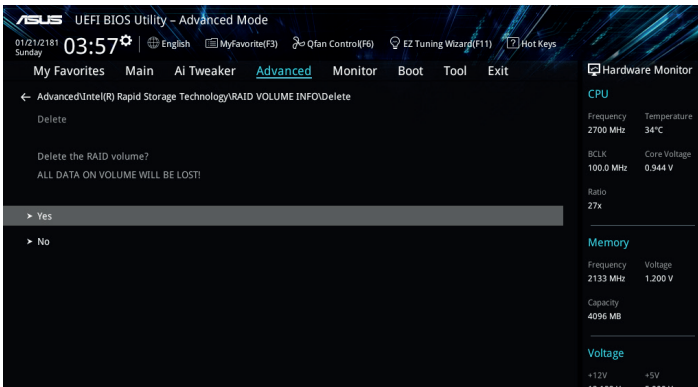 ASUS UEFI BIOS Utility – Advanced Mode
01/21/2181 Sunday 03:57 English MyFavorite(F3) Qfan Control(F6) EZ Tuning Wizard(F11) ? Hot Keys
My Favorites Main Ai Tweaker Advanced Monitor Boot Tool Exit
Hardware Monitor
← Advanced\Intel(R) Rapid Storage Technology\RAID VOLUME INFO\Delete
Delete
Delete the RAID volume?
ALL DATA ON VOLUME WILL BE LOST!
> Yes
> No
CPU
Frequency Temperature
2700 MHz 34°C
BCLK Core Voltage
100.0 MHz 0.944 V
Ratio
27x
Memory
Frequency Voltage
2133 MHz 1.200 V
Capacity
4096 MB
Voltage
+12V +5V